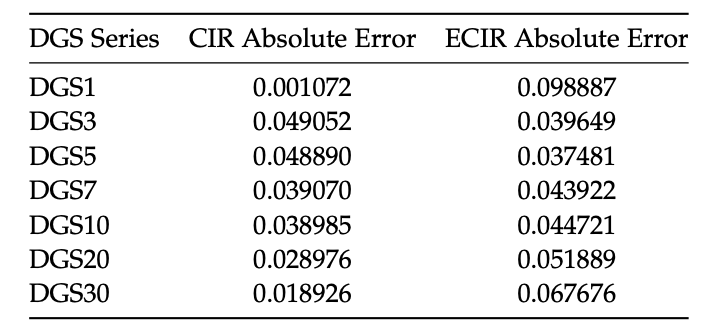 DGS Series CIR Absolute Error ECIR Absolute Error
DGS1 0.001072 0.098887
DGS3 0.049052 0.039649
DGS5 0.048890 0.037481
DGS7 0.039070 0.043922
DGS10 0.038985 0.044721
DGS20 0.028976 0.051889
DGS30 0.018926 0.067676